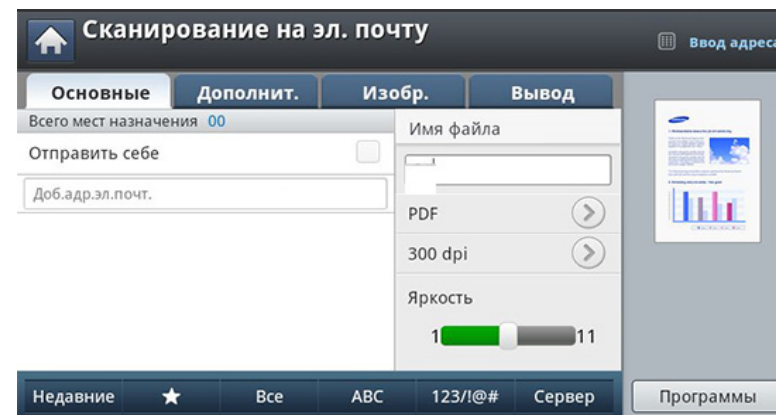 Сканирование на эл. почту
Ввод адреса
Основные Дополнит. Изобр. Вывод
Всего мест назначения 00
Отправить себе
Доб.адр.эл.почт.
Имя файла
PDF
300 dpi
Яркость
1 11
Недавние ★ Все ABC 123/!@# Сервер Программы